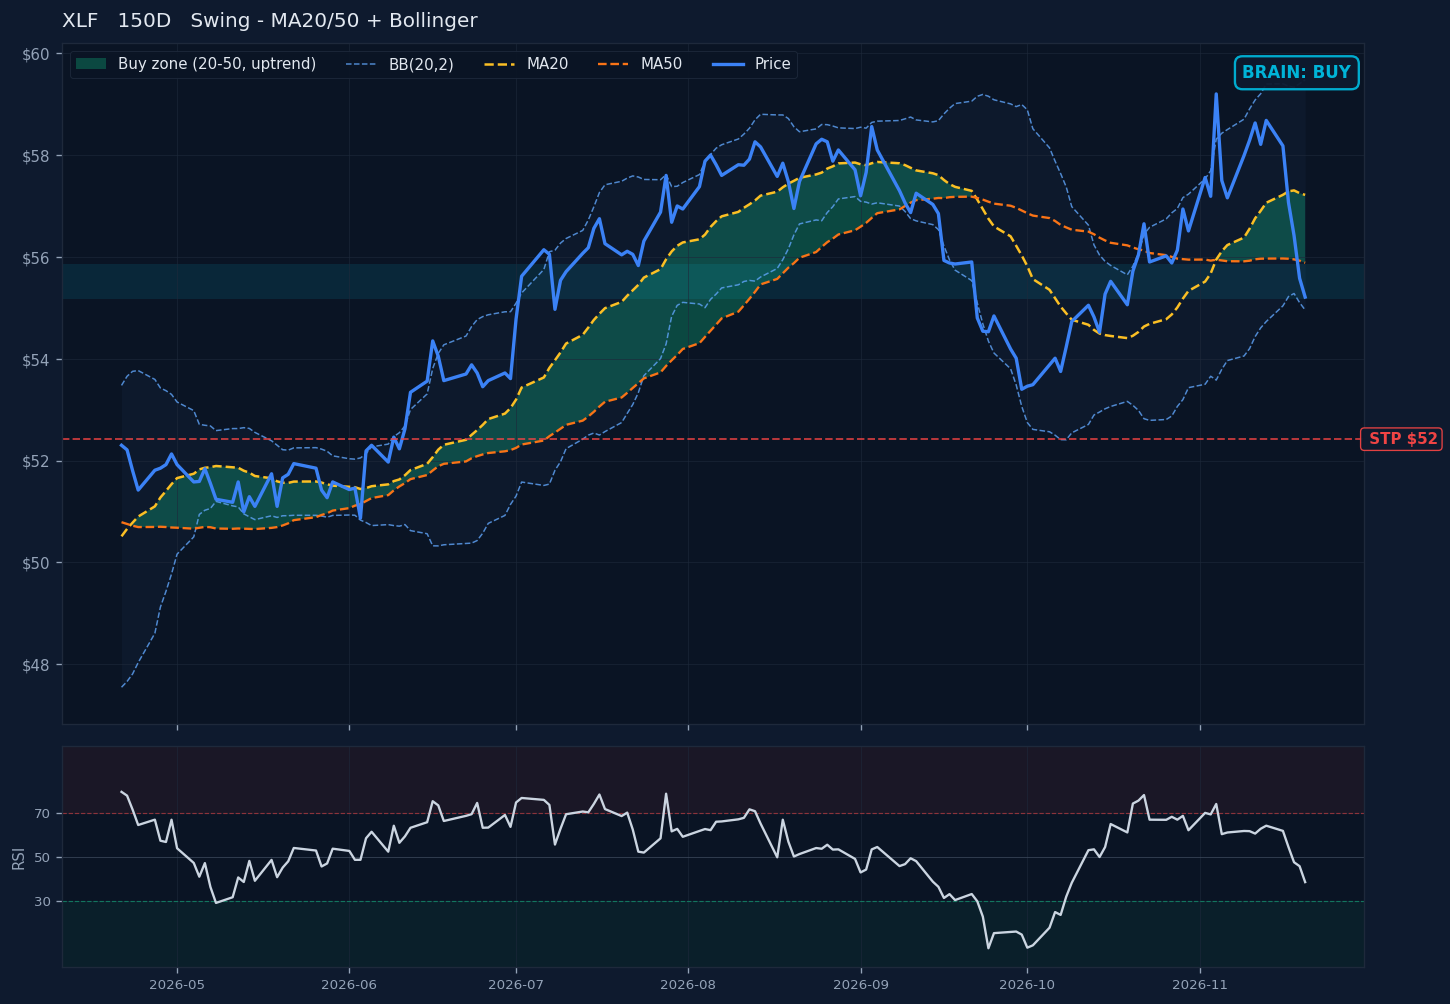 XLF 150D Swing - MA20/50 + Bollinger
Buy zone (20-50, uptrend) BB(20,2) MA20 MA50 Price
BRAIN: BUY
$60
$58
$56
$54
$52
$50
$48
STP $52
RSI
70
50
30
2026-05 2026-06 2026-07 2026-08 2026-09 2026-10 2026-11